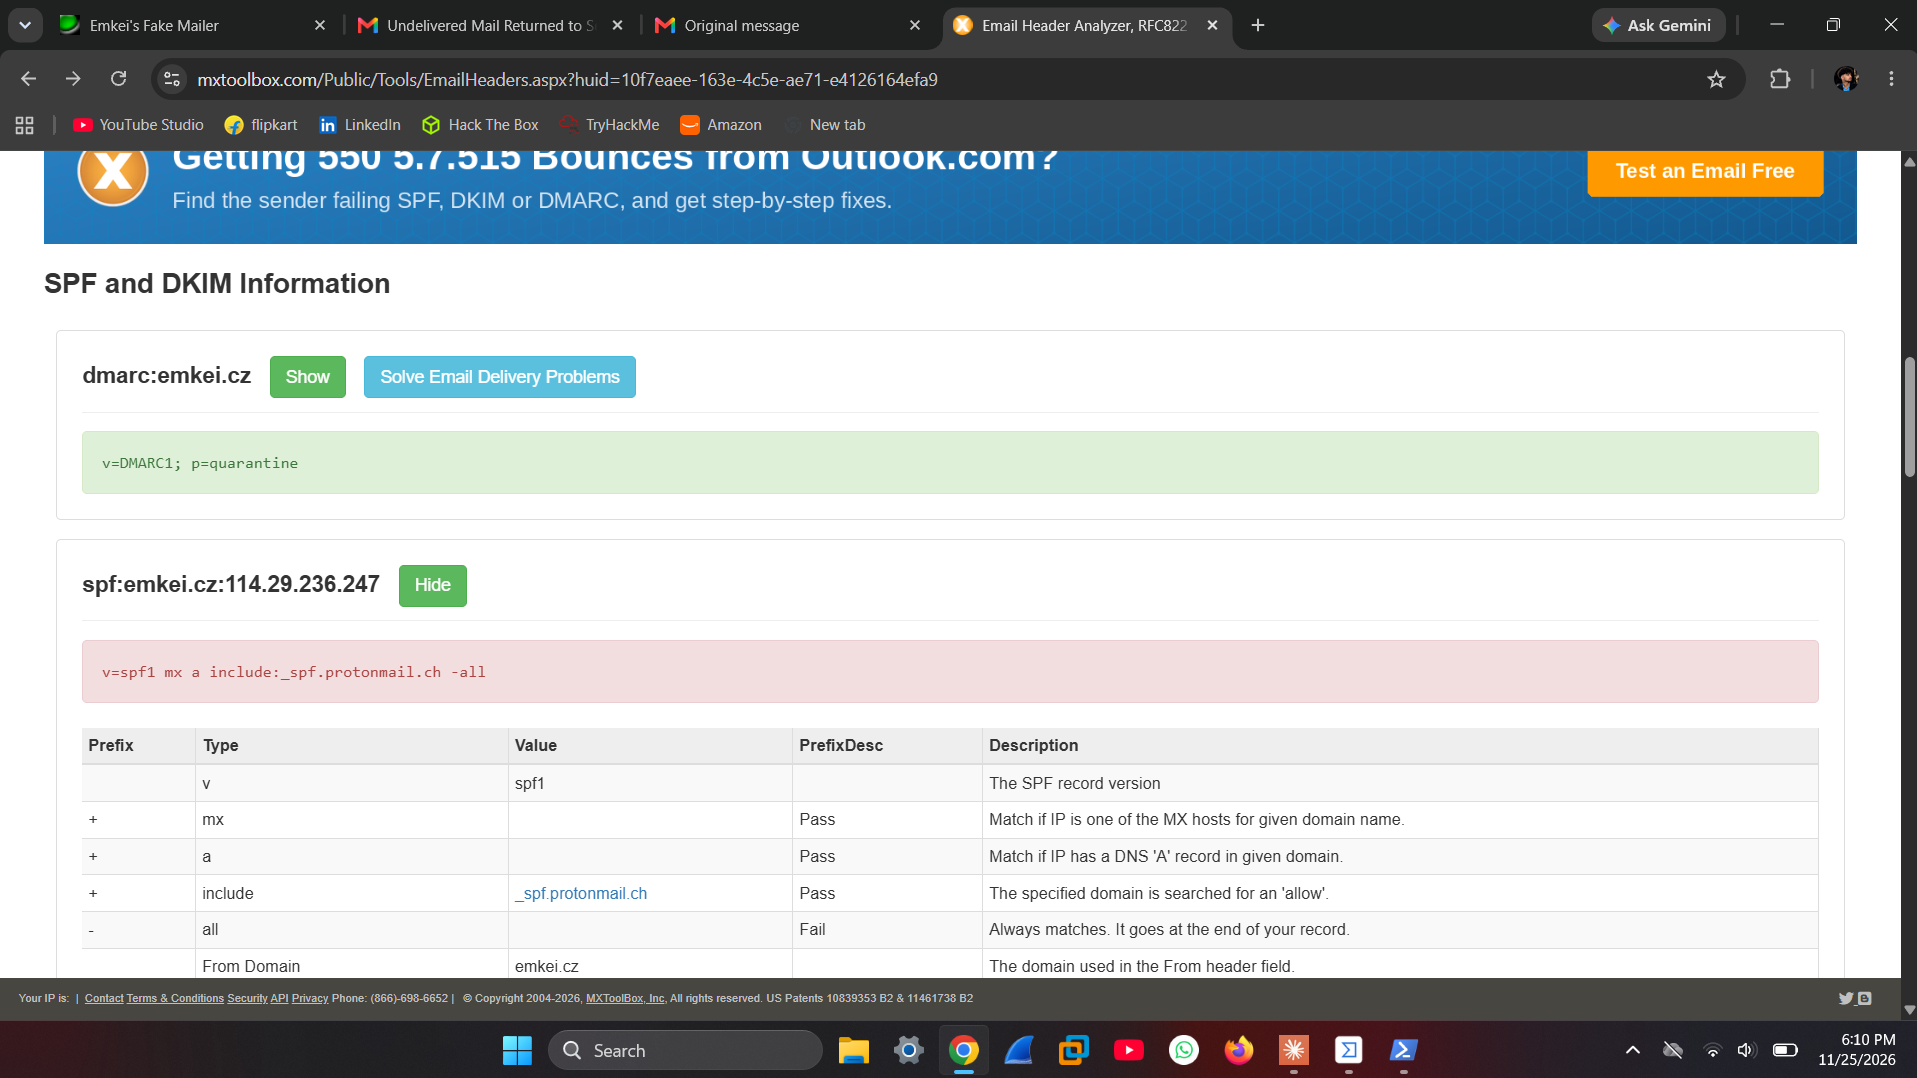 Emkei's Fake Mailer
Undelivered Mail Returned to S
Original message
Email Header Analyzer, RFC822
Ask Gemini
mxtoolbox.com/Public/Tools/EmailHeaders.aspx?huid=10f7eaee-163e-4c5e-ae71-e4126164efa9
YouTube Studio
flipkart
LinkedIn
Hack The Box
TryHackMe
Amazon
New tab
Getting 550 5.7.515 Bounces from Outlook.com?
Find the sender failing SPF, DKIM or DMARC, and get step-by-step fixes.
Test an Email Free
SPF and DKIM Information
dmarc:emkei.cz Show Solve Email Delivery Problems
v=DMARC1; p=quarantine
spf:emkei.cz:114.29.236.247 Hide
v=spf1 mx a include:_spf.protonmail.ch -all
Prefix Type Value PrefixDesc Description
v spf1 The SPF record version
+ mx Pass Match if IP is one of the MX hosts for given domain name.
+ a Pass Match if IP has a DNS 'A' record in given domain.
+ include _spf.protonmail.ch Pass The specified domain is searched for an 'allow'.
- all Fail Always matches. It goes at the end of your record.
From Domain emkei.cz The domain used in the From header field.
Your IP is: | Contact Terms & Conditions Security API Privacy Phone: (866)-698-6652 | © Copyright 2004-2026, MXToolBox, Inc, All rights reserved. US Patents 10839353 B2 & 11461738 B2
Search
6:10 PM
11/25/2026